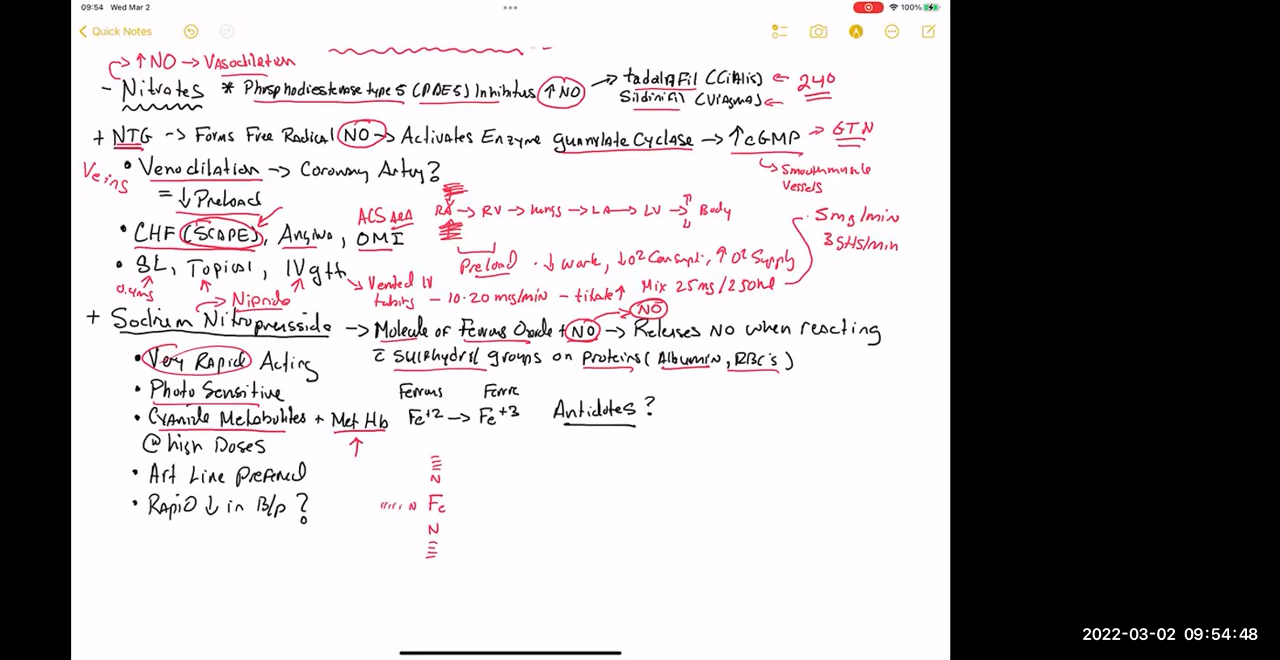 09:54 Wed Mar 2
100%
Quick Notes
↑ NO → Vasodilation
- Nitrates * Phosphodiesterase type 5 (PDE5) Inhibitors ↑ NO → tadalafil (Cialis) ← 240
Sildinifil (Viagra) ←
+ NTG → Forms Free Radical NO → Activates Enzyme guanylate Cyclase → ↑ cGMP → GTN
Smooth muscle
Vessels
Veins • Venodilation → Coronary Artery?
= ↓ Preload
RA → RV → lungs → LA → LV → Body
• CHF (SCAPE), Angina, OMI
ACS
Preload • ↓ work, ↓ O2 Consumpt, ↑ O2 Supply
5mg/min
3gtts/min
• SL, Topical, IV gtt → Vented IV
tubing - 10-20 mg/min - titrate ↑ Mix 25mg/250ml
0.4mg
Nipride
+ Sodium Nitroprusside → Molecule of Ferrous Oxide + NO → Releases NO when reacting
NO
c̄ Sulphydril groups on Proteins (Albumin, RBC's)
• Very Rapid Acting
• Photo Sensitive
• Cyanide Metabolites + Met Hb
@ high Doses
Ferrous Ferric
Fe+2 → Fe+3 Antidotes?
• Art Line Preferred
• Rapid ↓ in B/p?
N
N Fe
N
2022-03-02 09:54:48